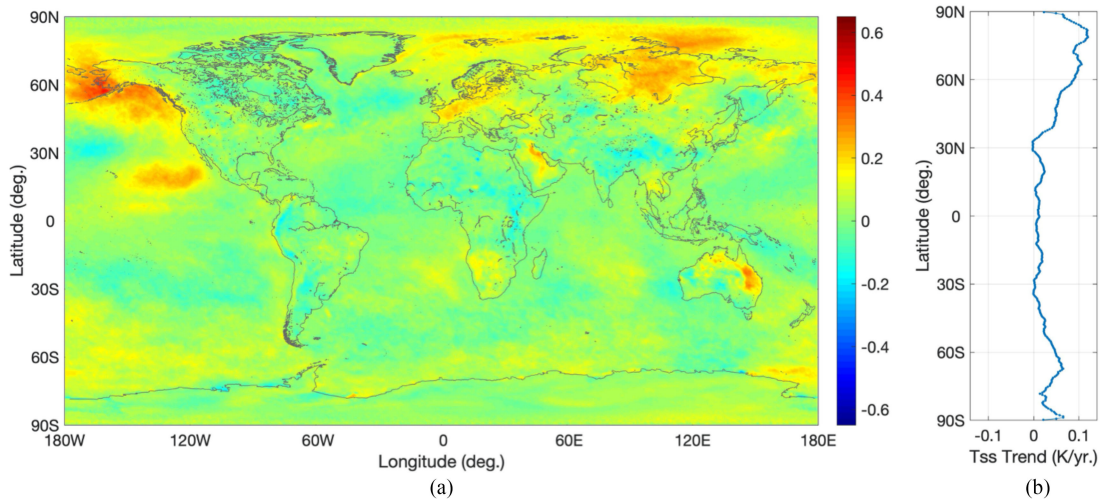 90N
60N
30N
0
30S
60S
90S
Latitude (deg.)
180W
120W
60W
0
60E
120E
180E
Longitude (deg.)
0.6
0.4
0.2
0
-0.2
-0.4
-0.6
(a)
90N
60N
30N
0
30S
60S
90S
Latitude (deg.)
-0.1
0
0.1
Tss Trend (K/yr.)
(b)